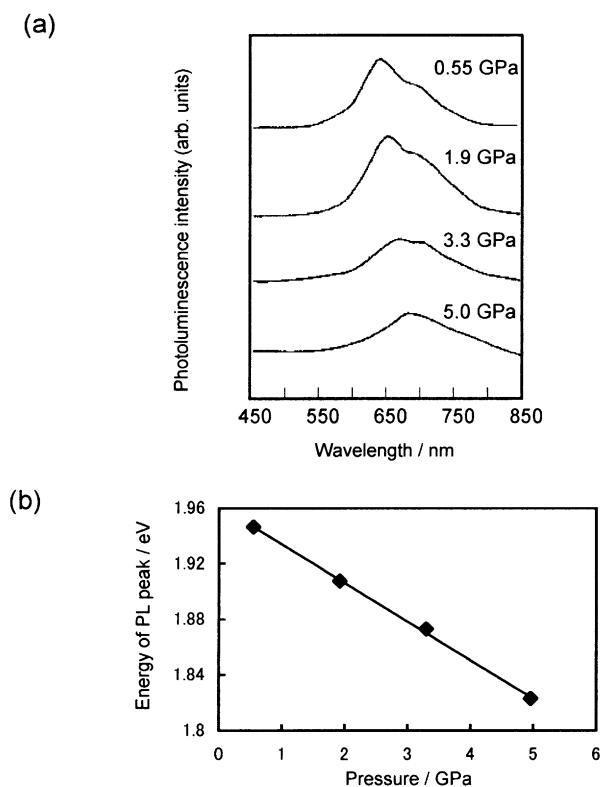 (a)
Photoluminescence intensity (arb. units)
0.55 GPa
1.9 GPa
3.3 GPa
5.0 GPa
450 550 650 750 850
Wavelength / nm
(b)
Energy of PL peak / eV
1.96
1.92
1.88
1.84
1.8
0 1 2 3 4 5 6
Pressure / GPa